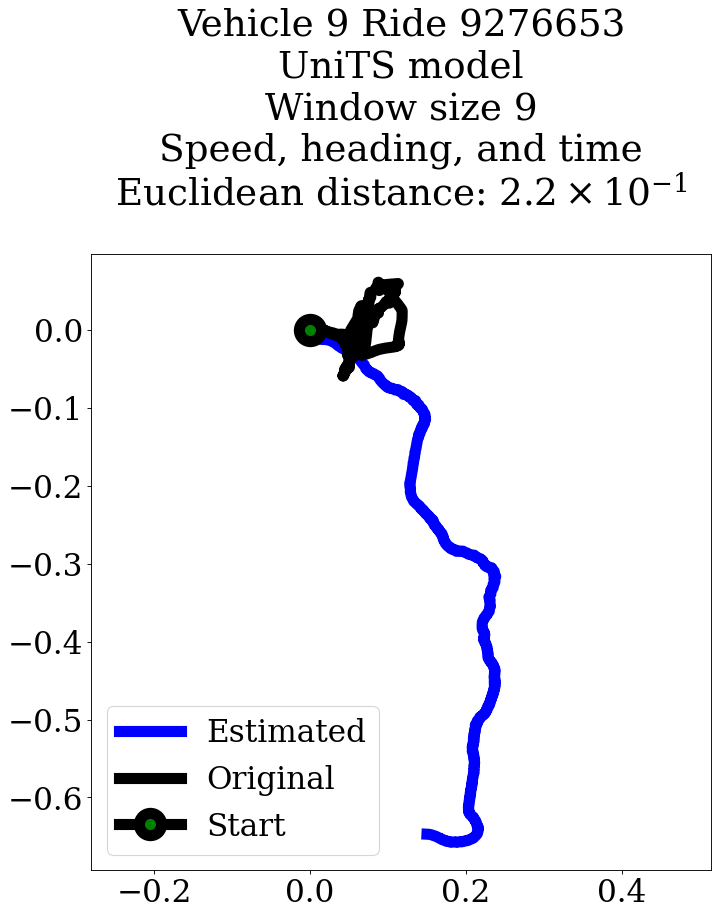 Vehicle 9 Ride 9276653
UniTS model
Window size 9
Speed, heading, and time
Euclidean distance: 2.2 × 10⁻¹
0.0
−0.1
−0.2
−0.3
−0.4
−0.5
−0.6
Estimated
Original
Start
−0.2
0.0
0.2
0.4